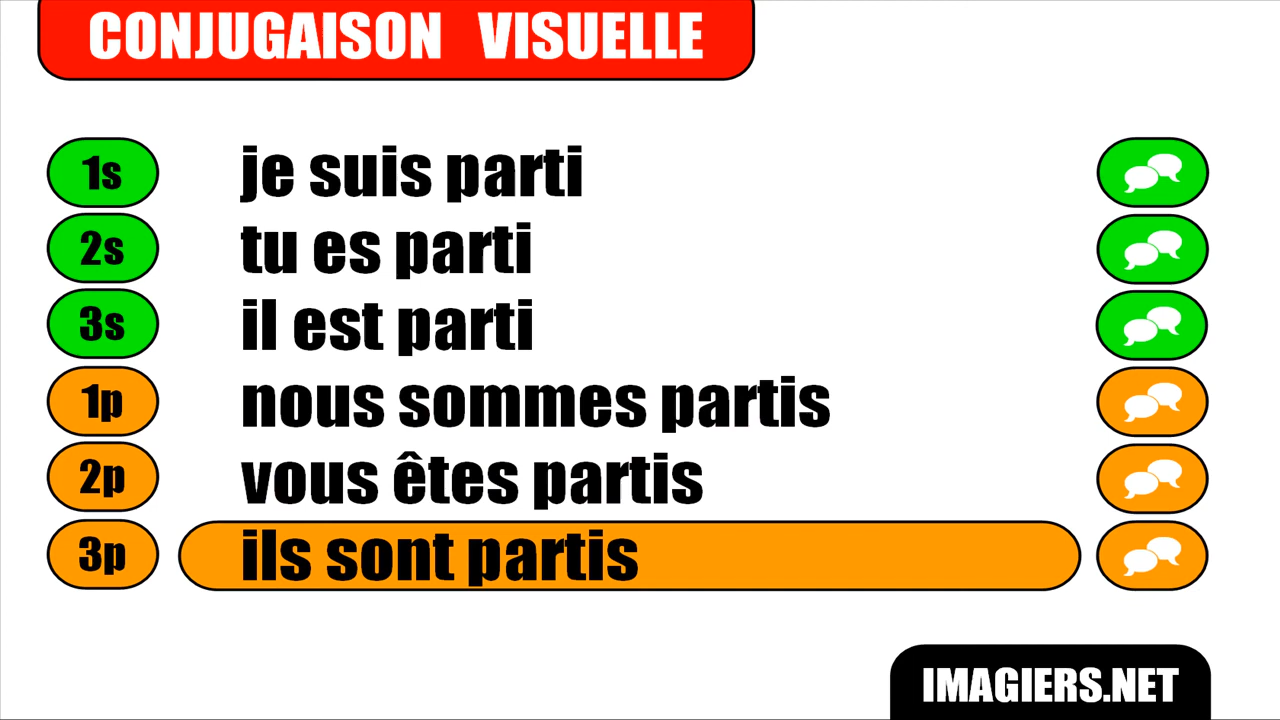 CONJUGAISON VISUELLE
1s je suis parti
2s tu es parti
3s il est parti
1p nous sommes partis
2p vous êtes partis
3p ils sont partis
IMAGIERS.NET